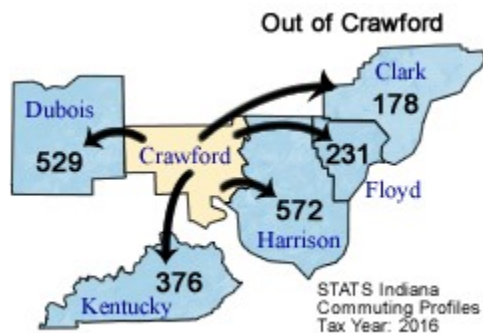 Out of Crawford
Clark
178
Dubois
529
Crawford
231
Floyd
572
Harrison
376
Kentucky
STATS Indiana
Commuting Profiles
Tax Year: 2016